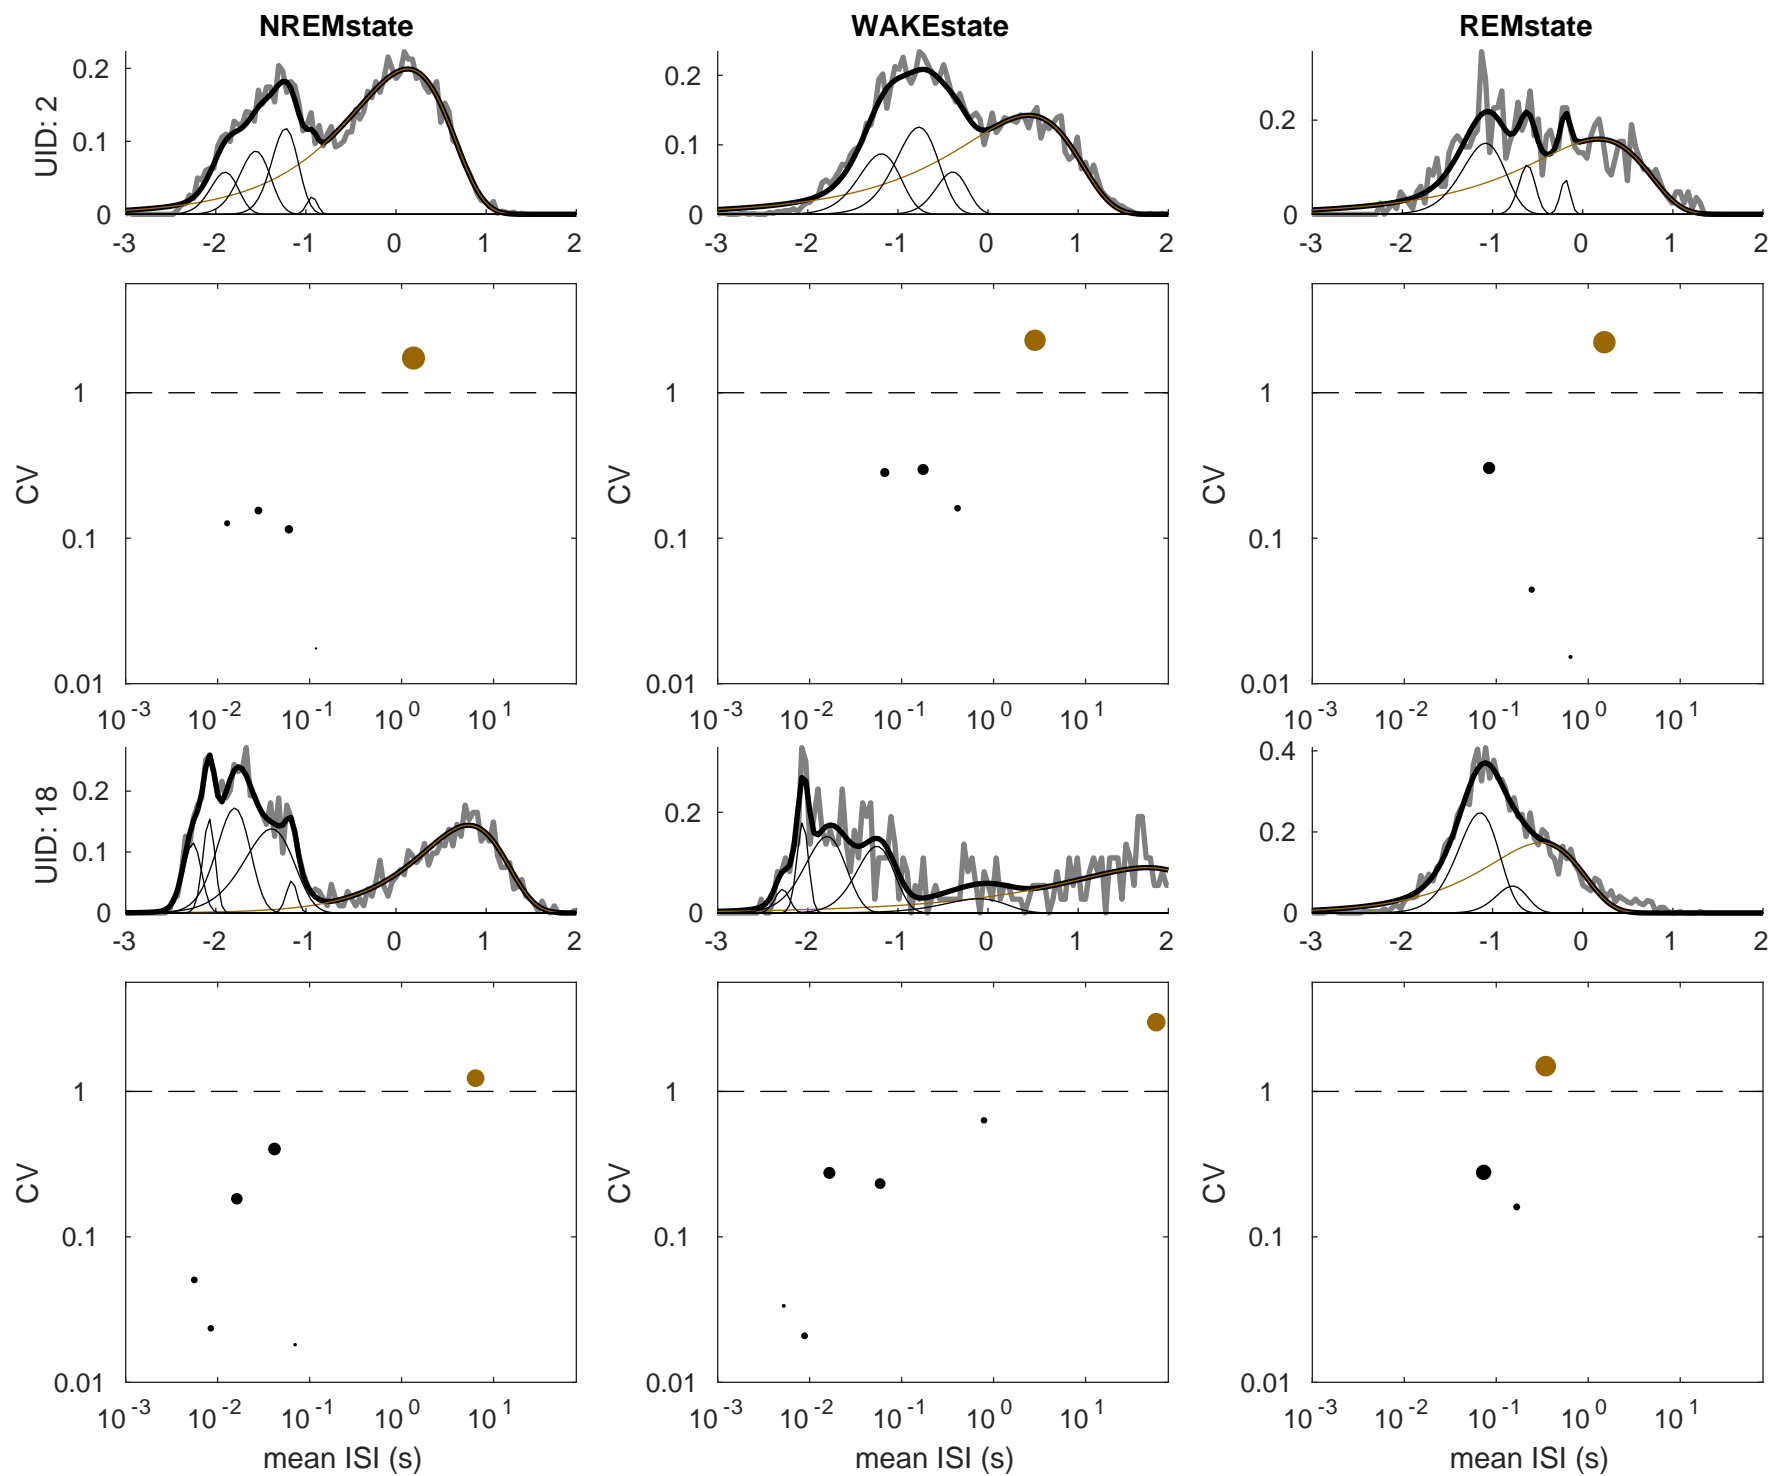 NREMstate WAKEstate REMstate
UID: 2
0.2 0.1 0
-3 -2 -1 0 1 2
0.2 0.1 0
-3 -2 -1 0 1 2
0.2 0
-3 -2 -1 0 1 2
CV
1 0.1 0.01
10^-3 10^-2 10^-1 10^0 10^1
CV
1 0.1 0.01
10^-3 10^-2 10^-1 10^0 10^1
CV
1 0.1 0.01
10^-3 10^-2 10^-1 10^0 10^1
UID: 18
0.2 0.1 0
-3 -2 -1 0 1 2
0.2 0
-3 -2 -1 0 1 2
0.4 0.2 0
-3 -2 -1 0 1 2
CV
1 0.1 0.01
10^-3 10^-2 10^-1 10^0 10^1
mean ISI (s)
CV
1 0.1 0.01
10^-3 10^-2 10^-1 10^0 10^1
mean ISI (s)
CV
1 0.1 0.01
10^-3 10^-2 10^-1 10^0 10^1
mean ISI (s)